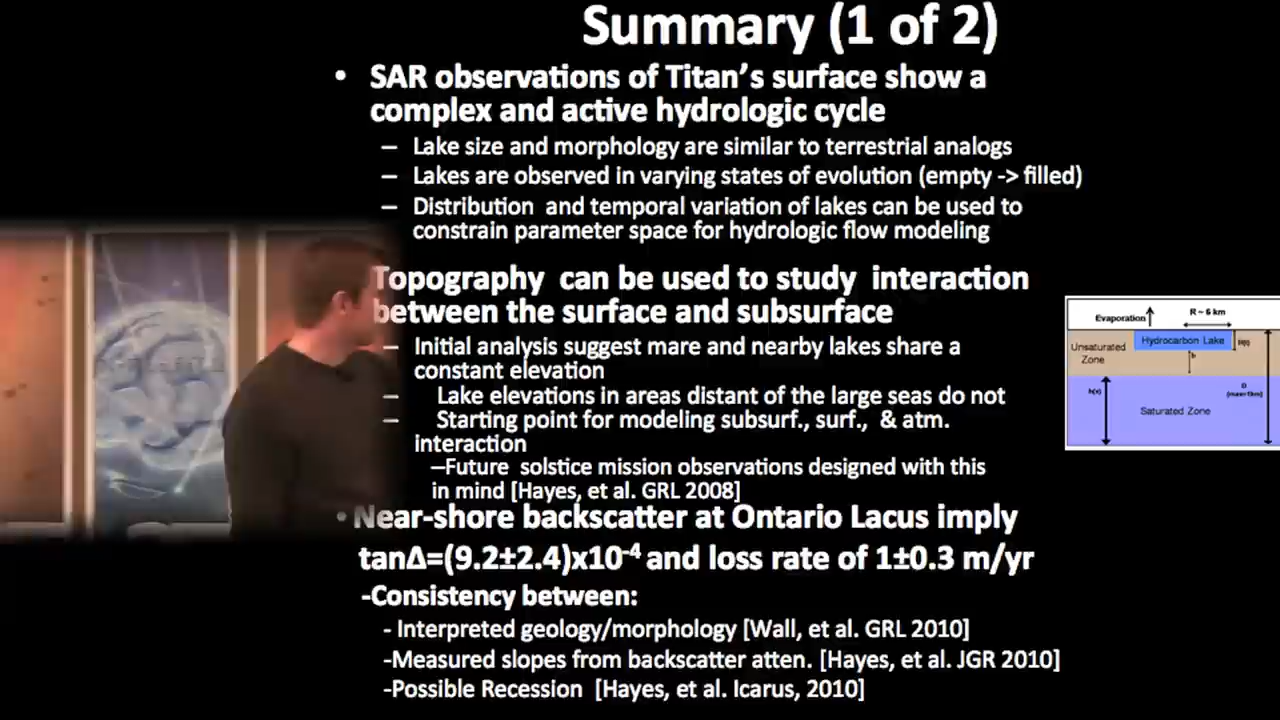 Summary (1 of 2)
• SAR observations of Titan's surface show a
complex and active hydrologic cycle
– Lake size and morphology are similar to terrestrial analogs
– Lakes are observed in varying states of evolution (empty -> filled)
– Distribution and temporal variation of lakes can be used to
constrain parameter space for hydrologic flow modeling
Topography can be used to study interaction
between the surface and subsurface
– Initial analysis suggest mare and nearby lakes share a
constant elevation
– Lake elevations in areas distant of the large seas do not
– Starting point for modeling subsurf., surf., & atm.
interaction
–Future solstice mission observations designed with this
in mind [Hayes, et al. GRL 2008]
• Near-shore backscatter at Ontario Lacus imply
tanΔ=(9.2±2.4)x10⁻⁴ and loss rate of 1±0.3 m/yr
-Consistency between:
- Interpreted geology/morphology [Wall, et al. GRL 2010]
-Measured slopes from backscatter atten. [Hayes, et al. JGR 2010]
-Possible Recession [Hayes, et al. Icarus, 2010]
Evaporation
R ~ 6 km
Unsaturated
Zone
Hydrocarbon Lake
b
D
Saturated Zone